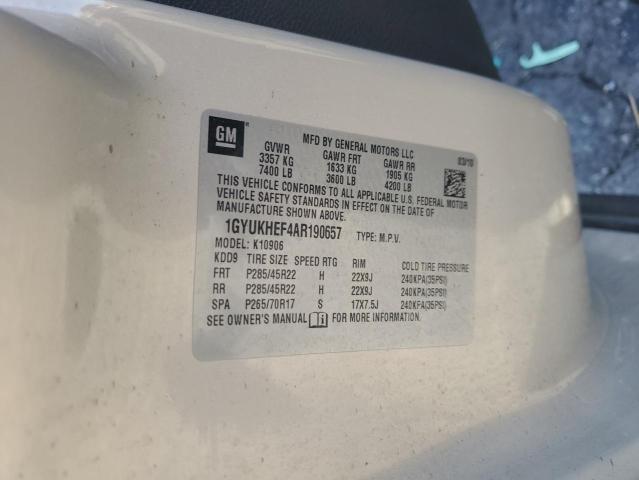 GM
MFD BY GENERAL MOTORS LLC 03/10
GVWR GAWR FRT GAWR RR
3357 KG 1633 KG 1905 KG
7400 LB 3600 LB 4200 LB
THIS VEHICLE CONFORMS TO ALL APPLICABLE U.S. FEDERAL MOTOR
VEHICLE SAFETY STANDARDS IN EFFECT ON THE DATE OF
MANUFACTURE SHOWN ABOVE.
1GYUKHEF4AR190657 TYPE: M.P.V.
MODEL: K10906
KDD9 TIRE SIZE SPEED RTG RIM COLD TIRE PRESSURE
FRT P285/45R22 H 22X9J 240KPA(35PSI)
RR P285/45R22 H 22X9J 240KPA(35PSI)
SPA P265/70R17 S 17X7.5J 240KPA(35PSI)
SEE OWNER'S MANUAL FOR MORE INFORMATION.